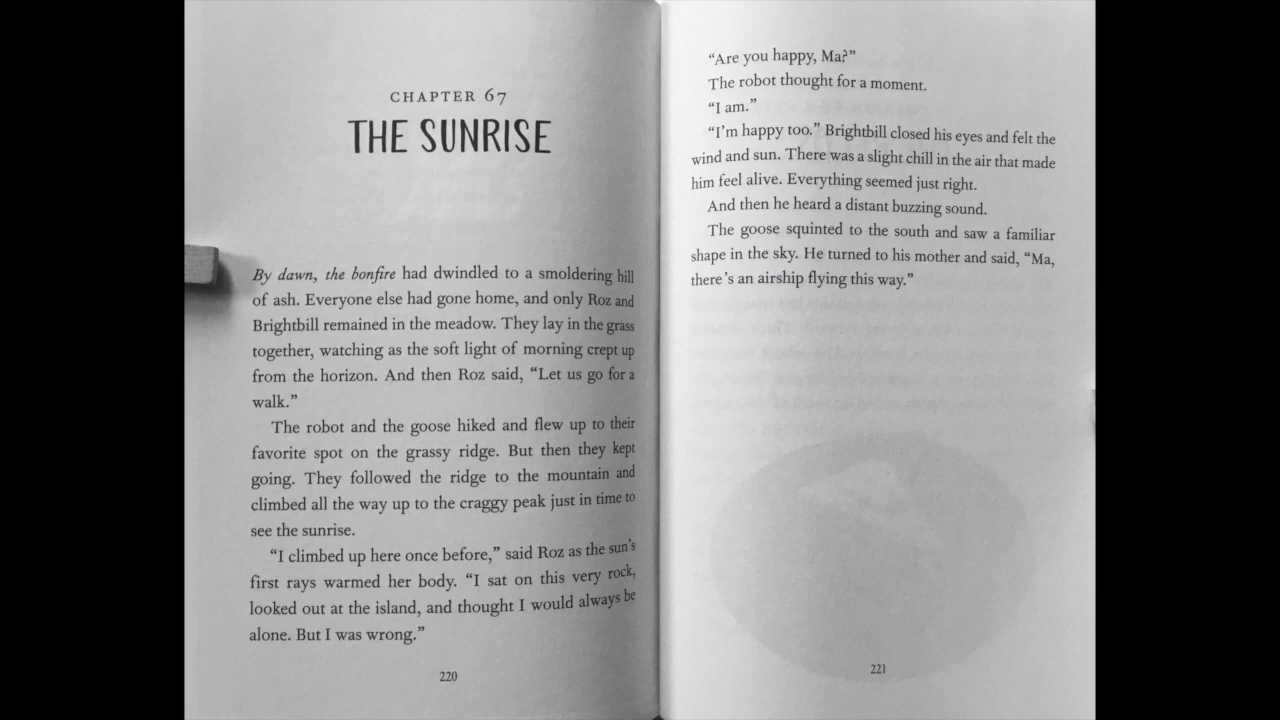 CHAPTER 67
THE SUNRISE
By dawn, the bonfire had dwindled to a smoldering hill
of ash. Everyone else had gone home, and only Roz and
Brightbill remained in the meadow. They lay in the grass
together, watching as the soft light of morning crept up
from the horizon. And then Roz said, “Let us go for a
walk.”
The robot and the goose hiked and flew up to their
favorite spot on the grassy ridge. But then they kept
going. They followed the ridge to the mountain and
climbed all the way up to the craggy peak just in time to
see the sunrise.
“I climbed up here once before,” said Roz as the sun’s
first rays warmed her body. “I sat on this very rock,
looked out at the island, and thought I would always be
alone. But I was wrong.”
220
“Are you happy, Ma?”
The robot thought for a moment.
“I am.”
“I’m happy too.” Brightbill closed his eyes and felt the
wind and sun. There was a slight chill in the air that made
him feel alive. Everything seemed just right.
And then he heard a distant buzzing sound.
The goose squinted to the south and saw a familiar
shape in the sky. He turned to his mother and said, “Ma,
there’s an airship flying this way.”
221